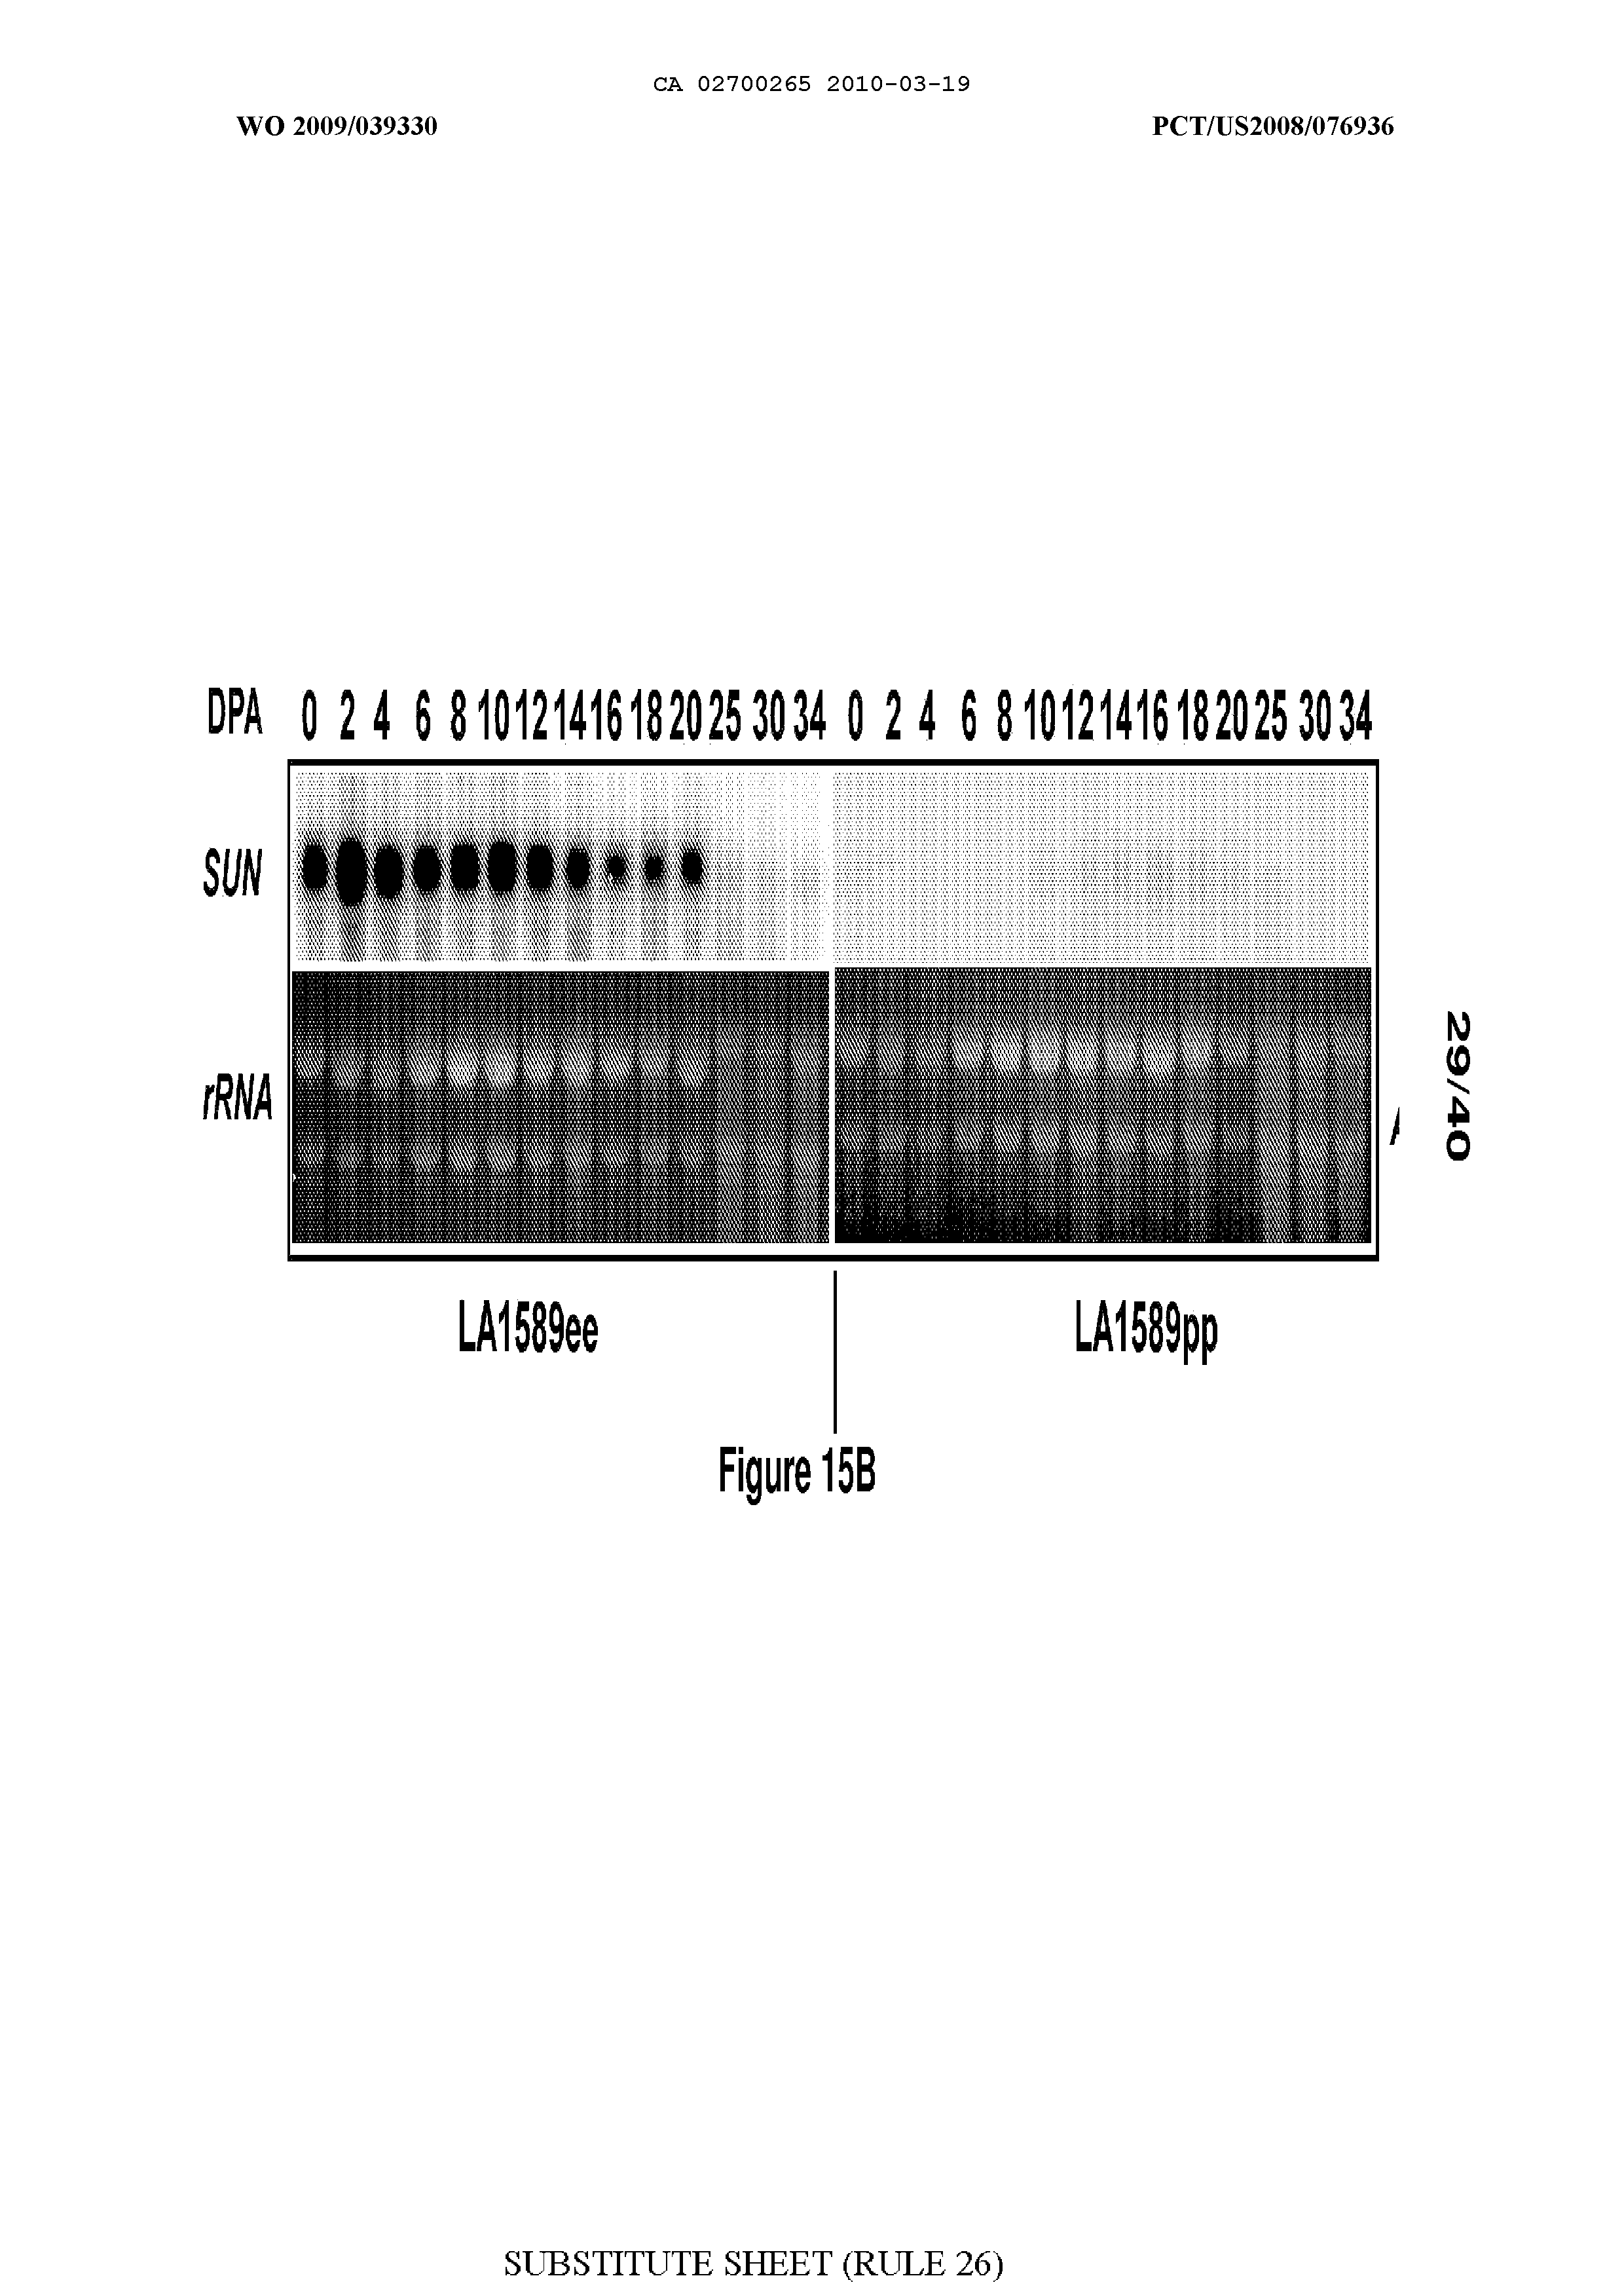 CA 02700265 2010-03-19
WO 2009/039330 PCT/US2008/076936
DPA 0 2 4 6 8 10 12 14 16 18 20 25 30 34 0 2 4 6 8 10 12 14 16 18 20 25 30 34
SUN
rRNA
29/40
LA1589ee LA1589pp
Figure 15B
SUBSTITUTE SHEET (RULE 26)